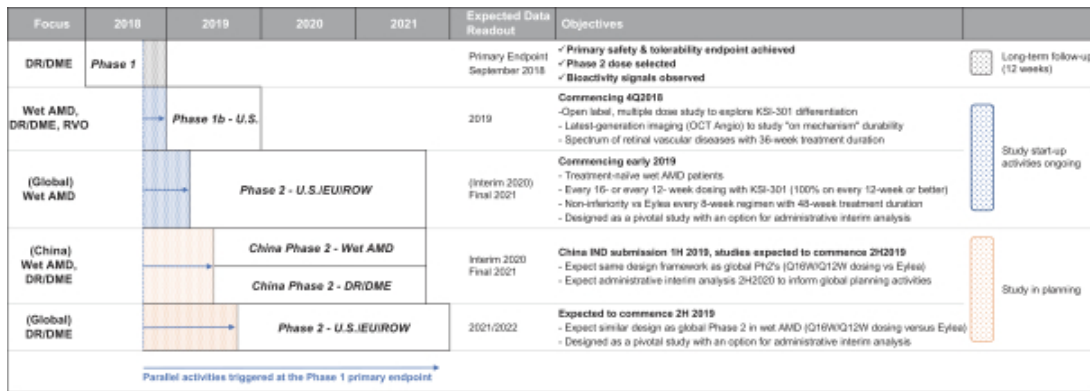 Focus 2018 2019 2020 2021 Expected Data Objectives
Readout
DR/DME Phase 1 Primary Endpoint
September 2018
✓Primary safety & tolerability endpoint achieved
✓Phase 2 dose selected
✓Bioactivity signals observed
Long-term follow-up
(12 weeks)
Wet AMD,
DR/DME, RVO
Phase 1b - U.S.
2019
Commencing 4Q2018
-Open label, multiple dose study to explore KSI-301 differentiation
- Latest-generation imaging (OCT Angio) to study "on mechanism" durability
- Spectrum of retinal vascular diseases with 36-week treatment duration
Study start-up
activities ongoing
(Global)
Wet AMD
Phase 2 - U.S./EU/ROW
(Interim 2020)
Final 2021
Commencing early 2019
- Treatment-naïve wet AMD patients
- Every 16- or every 12- week dosing with KSI-301 (100% on every 12-week or better)
- Non-inferiority vs Eylea every 8-week regimen with 48-week treatment duration
- Designed as a pivotal study with an option for administrative interim analysis
(China)
Wet AMD,
DR/DME
China Phase 2 - Wet AMD
China Phase 2 - DR/DME
Interim 2020
Final 2021
China IND submission 1H 2019, studies expected to commence 2H2019
- Expect same design framework as global Ph2's (Q16W/Q12W dosing vs Eylea)
- Expect administrative interim analysis 2H2020 to inform global planning activities
Study in planning
(Global)
DR/DME
Phase 2 - U.S./EU/ROW
2021/2022
Expected to commence 2H 2019
- Expect similar design as global Phase 2 in wet AMD (Q16W/Q12W dosing versus Eylea)
- Designed as a pivotal study with an option for administrative interim analysis
Parallel activities triggered at the Phase 1 primary endpoint